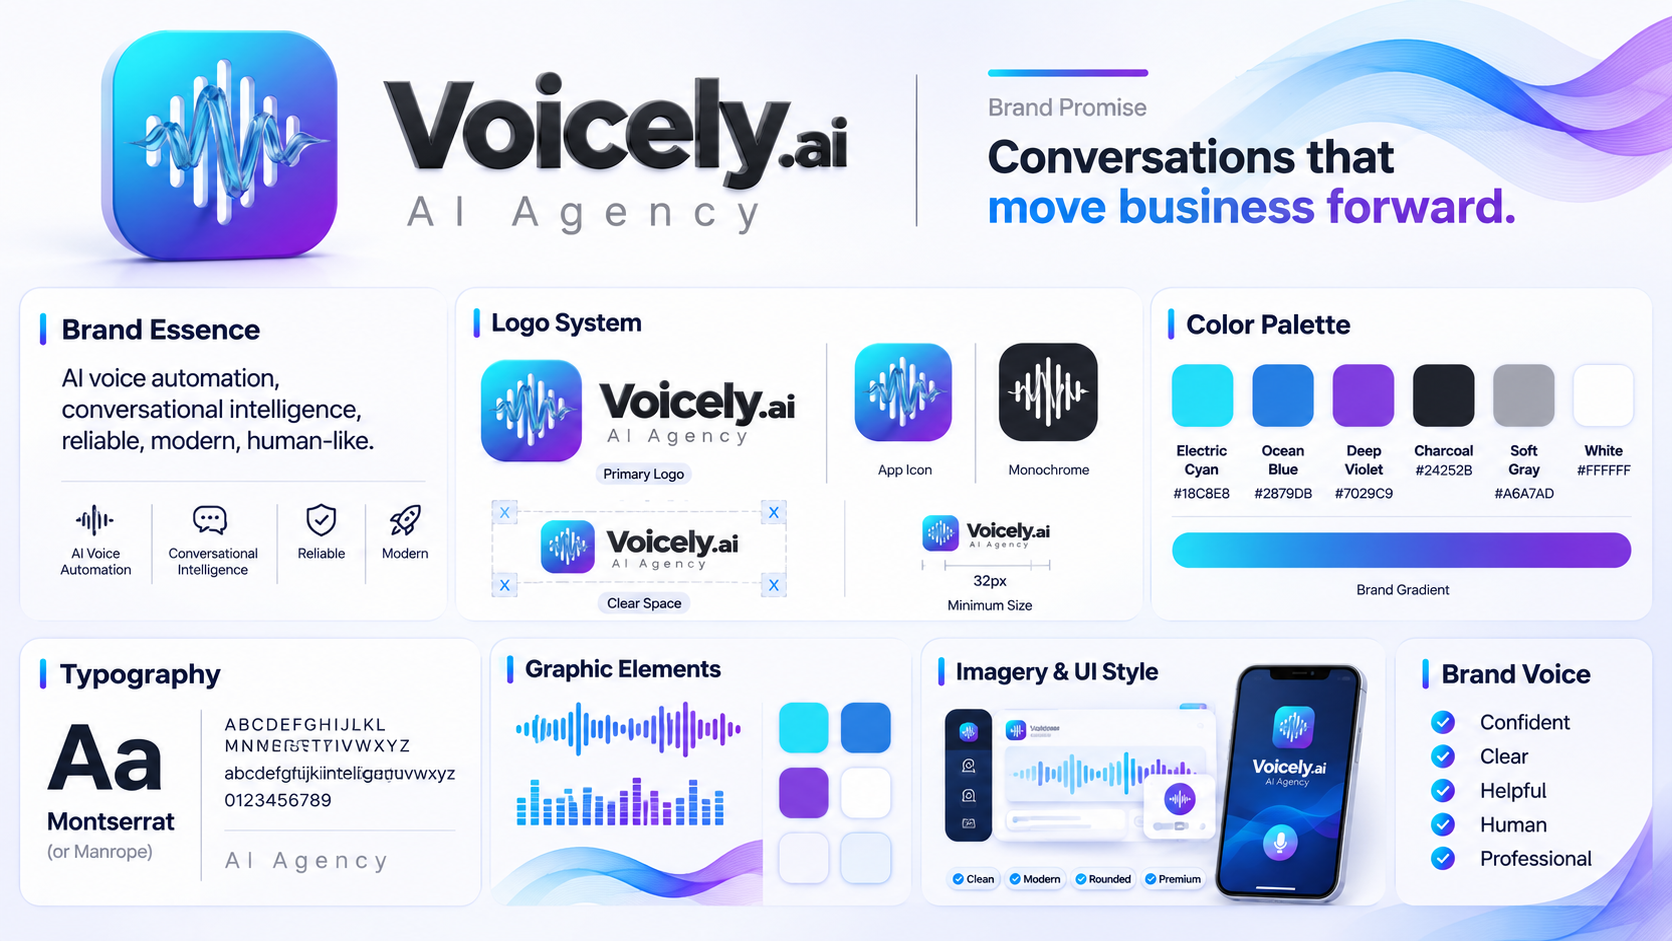 Voicely.ai
AI Agency
Brand Promise
Conversations that
move business forward.
Brand Essence
AI voice automation,
conversational intelligence,
reliable, modern, human-like.
AI Voice
Automation
Conversational
Intelligence
Reliable
Modern
Logo System
Voicely.ai
AI Agency
Primary Logo
App Icon
Monochrome
X
X
Voicely.ai
AI Agency
X
X
Clear Space
Voicely.ai
AI Agency
32px
Minimum Size
Color Palette
Electric
Cyan
#18C8E8
Ocean
Blue
#2879DB
Deep
Violet
#7029C9
Charcoal
#24252B
Soft
Gray
#A6A7AD
White
#FFFFFF
Brand Gradient
Typography
Aa
Montserrat
(or Manrope)
ABCDEFGHIJLKL
0123456789
AI Agency
Graphic Elements
Imagery & UI Style
Clean
Modern
Rounded
Premium
Voicely.ai
AI Agency
Brand Voice
Confident
Clear
Helpful
Human
Professional